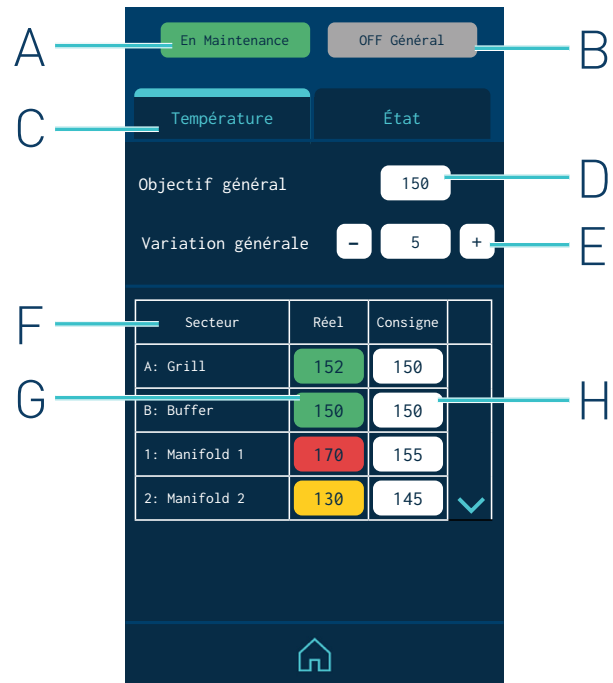 A
En Maintenance
OFF Général
B
C
Température
État
Objectif général
150
D
Variation générale
-
5
+
E
F
Secteur
Réel
Consigne
A: Grill
152
150
G
B: Buffer
150
150
H
1: Manifold 1
170
155
2: Manifold 2
130
145